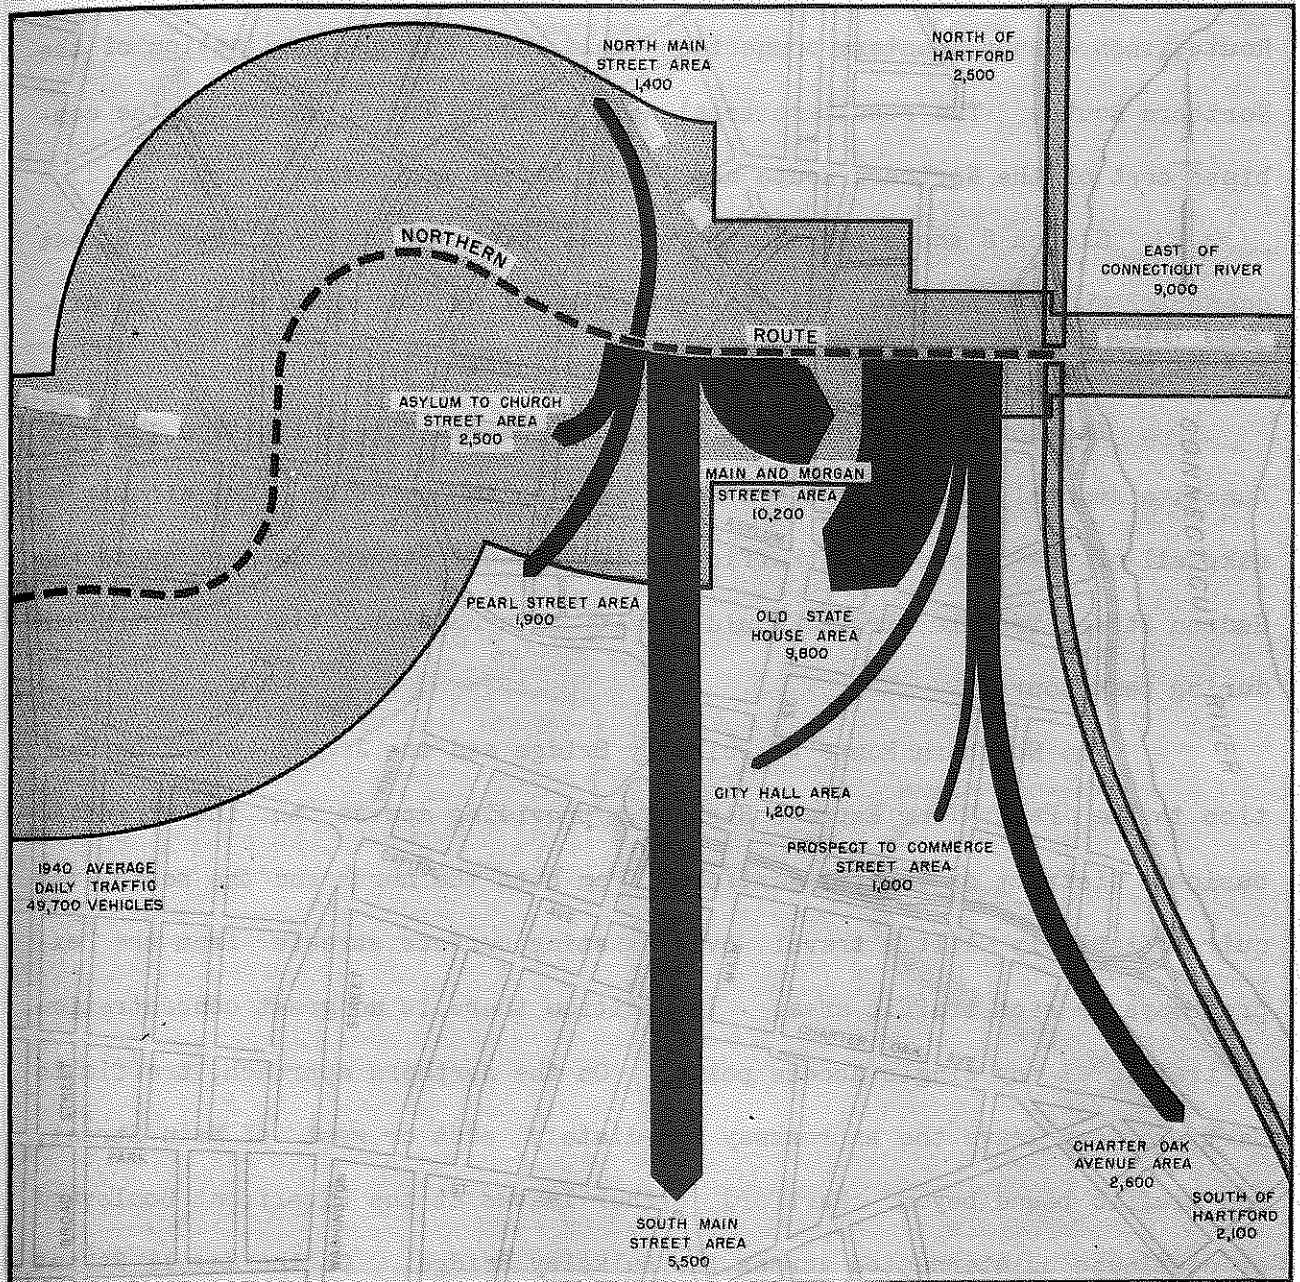 NORTH MAIN
STREET AREA
1,400
NORTH OF
HARTFORD
2,500
NORTHERN
EAST OF
CONNECTICUT RIVER
9,000
ROUTE
ASYLUM TO CHURCH
STREET AREA
2,500
MAIN AND MORGAN
STREET AREA
10,200
PEARL STREET AREA
1,900
OLD STATE
HOUSE AREA
9,800
CITY HALL AREA
1,200
PROSPECT TO COMMERCE
STREET AREA
1,000
1940 AVERAGE
DAILY TRAFFIC
49,700 VEHICLES
CHARTER OAK
AVENUE AREA
2,600
SOUTH OF
HARTFORD
2,100
SOUTH MAIN
STREET AREA
5,500